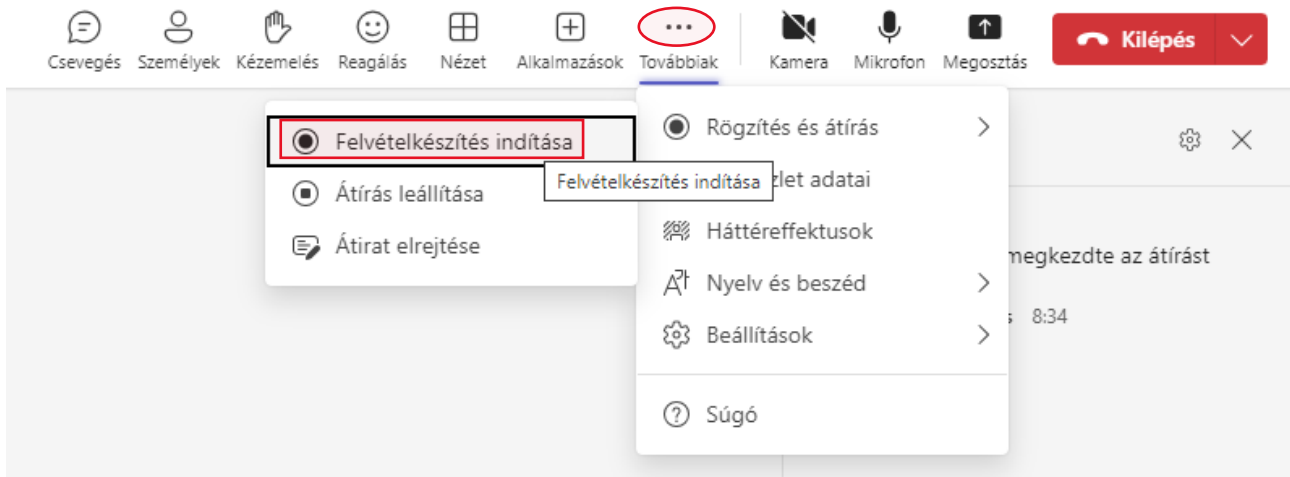 Csevegés Személyek Kézemelés Reagálás Nézet Alkalmazások Továbbiak Kamera Mikrofon Megosztás Kilépés
Felvételkészítés indítása
Átírás leállítása
Átirat elrejtése
Felvételkészítés indítása
Rögzítés és átírás
adatai
Háttéreffektusok
Nyelv és beszéd
Beállítások
Súgó
megkezdte az átírást
8:34